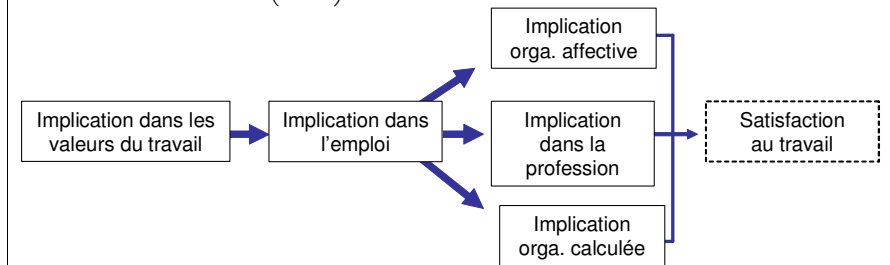 Implication
orga. affective
Implication dans les
valeurs du travail
Implication dans
l'emploi
Implication
dans la
profession
Satisfaction
au travail
Implication
orga. calculée